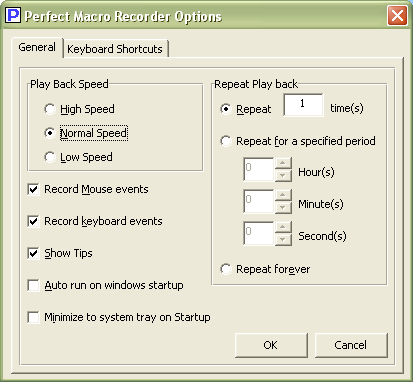 Perfect Macro Recorder Options
General
Keyboard Shortcuts
Play Back Speed
High Speed
Normal Speed
Low Speed
Record Mouse events
Record keyboard events
Show Tips
Auto run on windows startup
Minimize to system tray on Startup
Repeat Play back
Repeat 1 time(s)
Repeat for a specified period
0 Hour(s)
0 Minute(s)
0 Second(s)
Repeat forever
OK
Cancel